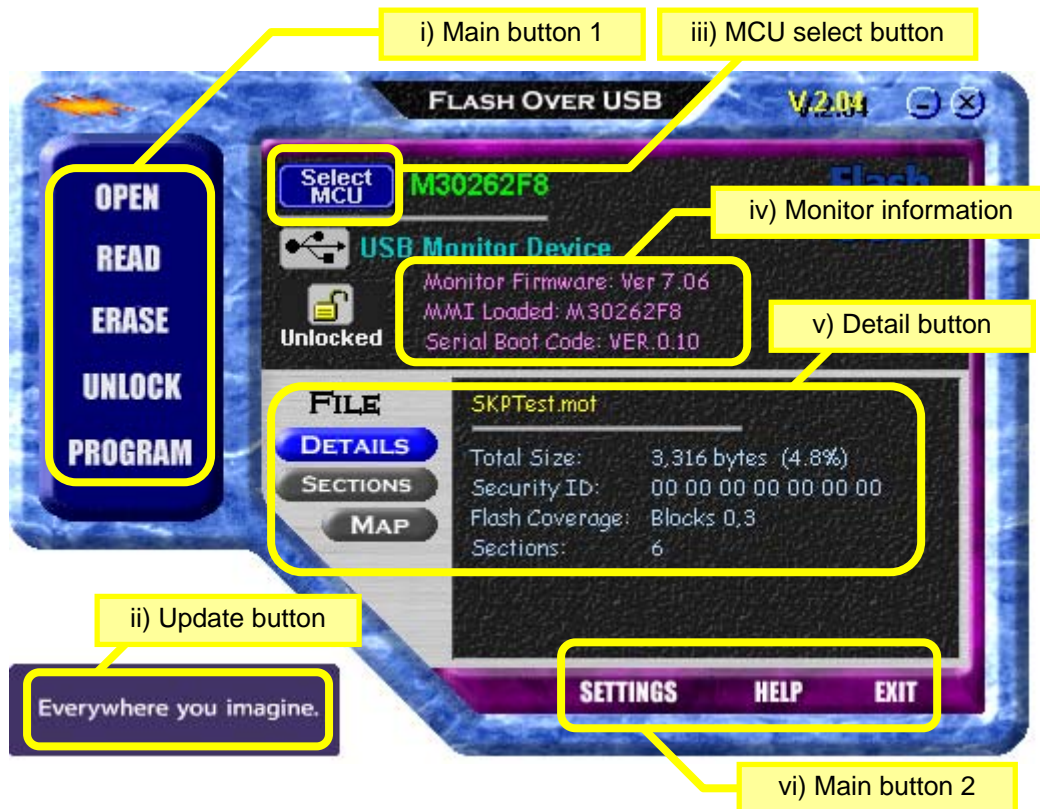 i) Main button 1
iii) MCU select button
FLASH OVER USB
V.2.04
OPEN
READ
ERASE
UNLOCK
PROGRAM
Select
MCU
M30262F8
Flash
iv) Monitor information
USB Monitor Device
Monitor Firmware: Ver 7.06
MMI Loaded: M30262F8
Serial Boot Code: VER.0.10
Unlocked
v) Detail button
FILE
DETAILS
SECTIONS
MAP
SKPTest.mot
Total Size: 3,316 bytes (4.8%)
Security ID: 00 00 00 00 00 00 00
Flash Coverage: Blocks 0,3
Sections: 6
ii) Update button
Everywhere you imagine.
SETTINGS HELP EXIT
vi) Main button 2